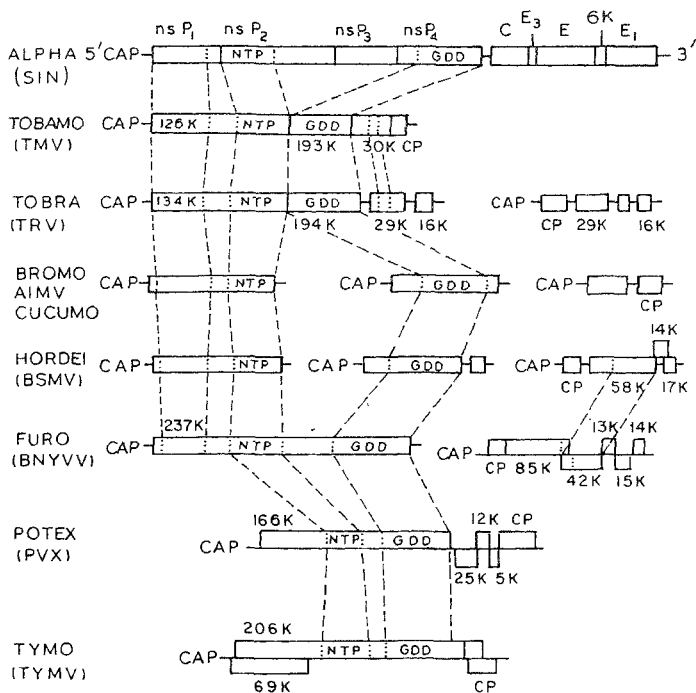 ns P1 ns P2 ns P3 ns P4 C E3 E 6K E1
ALPHA 5' CAP NTP GDD 3'
(SIN)
TOBAMO CAP 126K NTP GDD
(TMV) 193K 30K CP
TOBRA CAP 134K NTP GDD CAP
(TRV) 194K 29K 16K CP 29K 16K
BROMO
AIMV CAP NTP CAP GDD CAP
CUCUMO CP
14K
HORDEI CAP NTP CAP GDD CAP
(BSMV) CP 58K 17K
237K 13K 14K
FURO CAP NTP GDD CAP
(BNYVV) CP 85K 42K 15K
166K 12K CP
POTEX NTP GDD
(PVX) CAP 25K 5K
206K
TYMO NTP GDD
(TYMV) CAP
69K CP